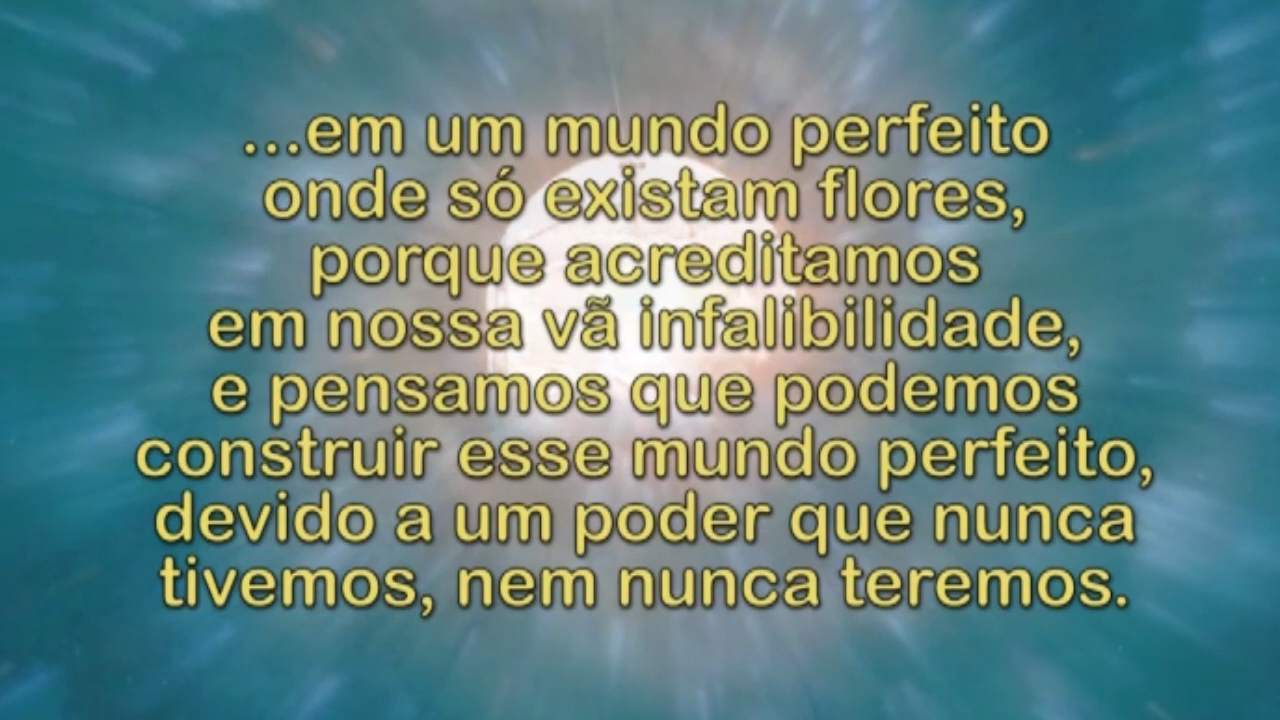 ...em um mundo perfeito
onde só existam flores,
porque acreditamos
em nossa vã infalibilidade,
e pensamos que podemos
construir esse mundo perfeito,
devido a um poder que nunca
tivemos, nem nunca teremos.